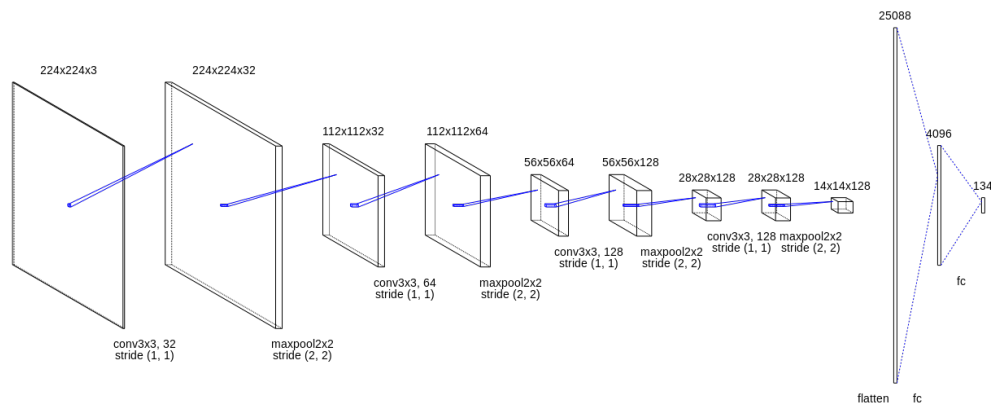 25088
224x224x3
224x224x32
112x112x32
112x112x64
4096
56x56x64
56x56x128
28x28x128
28x28x128
14x14x128
134
conv3x3, 32
stride (1, 1)
maxpool2x2
stride (2, 2)
conv3x3, 64
stride (1, 1)
maxpool2x2
stride (2, 2)
conv3x3, 128
stride (1, 1)
maxpool2x2
stride (2, 2)
conv3x3, 128
stride (1, 1)
maxpool2x2
stride (2, 2)
fc
flatten
fc